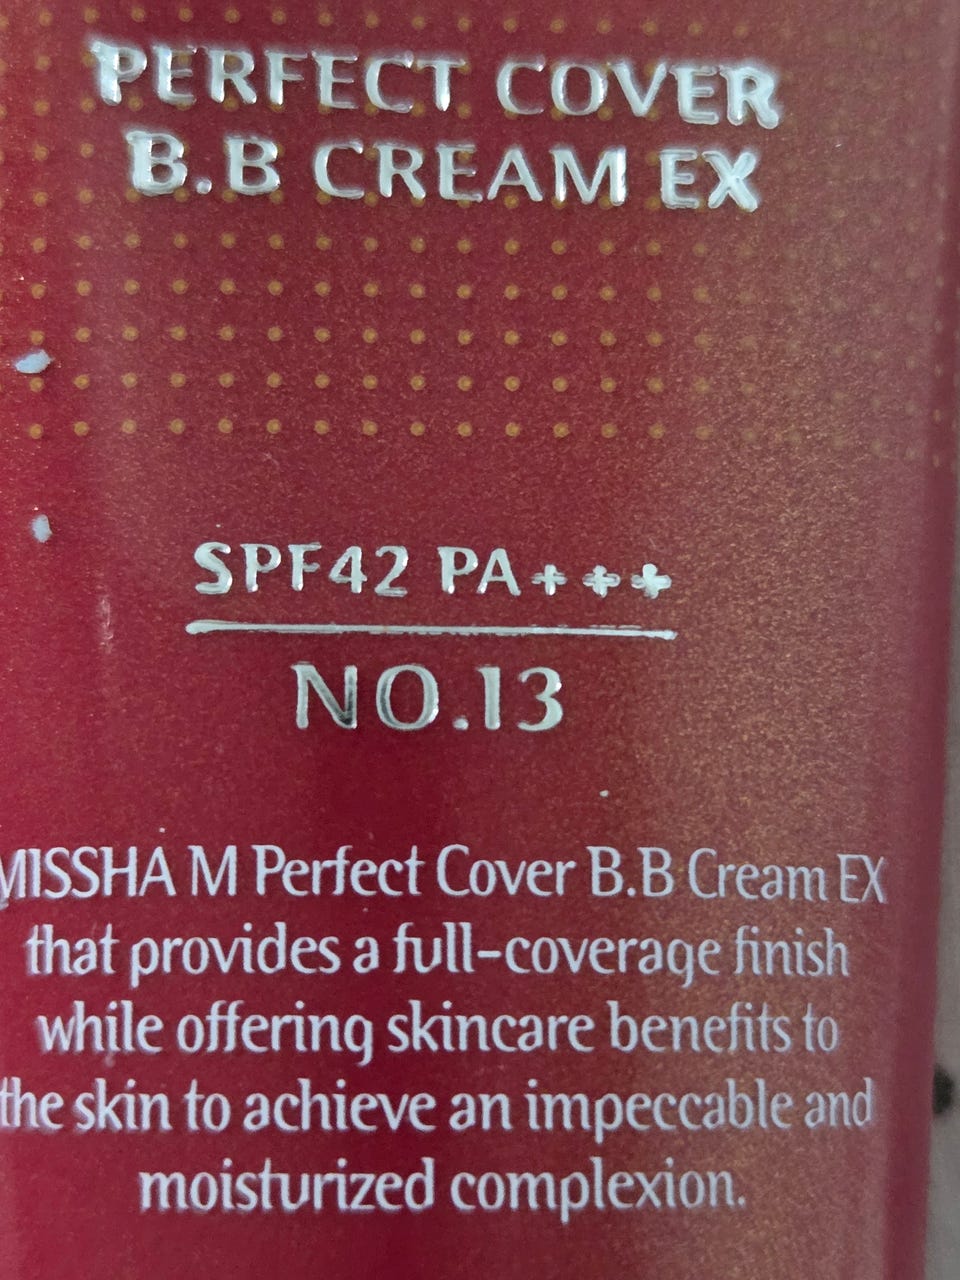 PERFECT COVER
B.B CREAM EX
SPF42 PA+++
NO.13
MISSHA M Perfect Cover B.B Cream EX
that provides a full-coverage finish
while offering skincare benefits to
the skin to achieve an impeccable and
moisturized complexion.